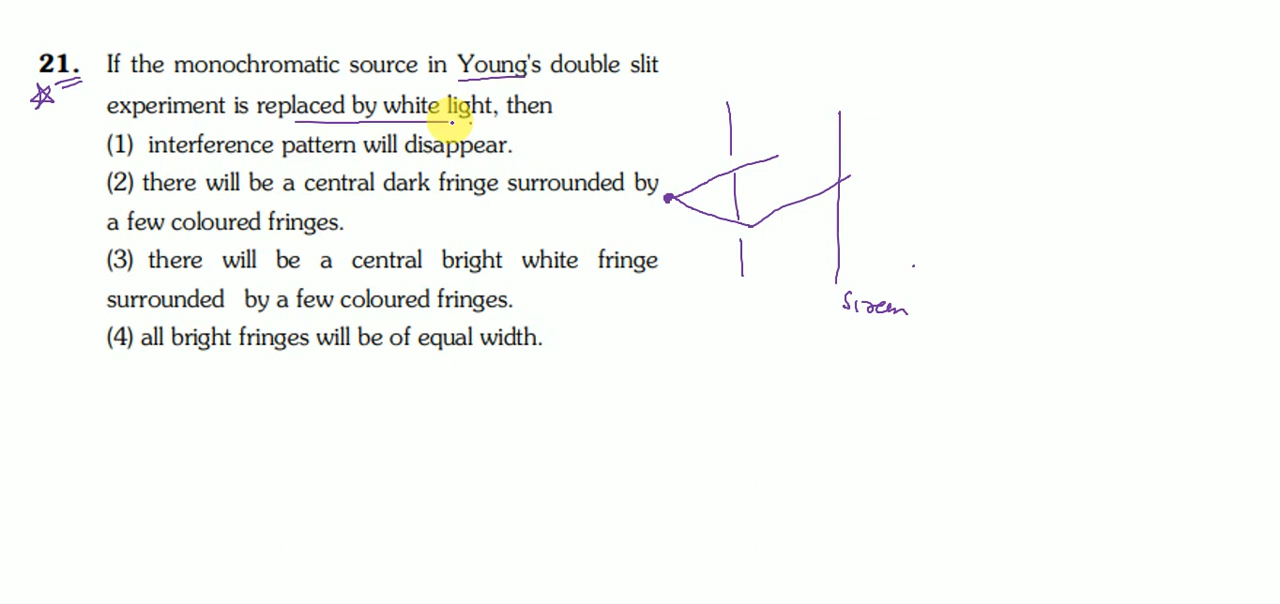 21. If the monochromatic source in Young's double slit
experiment is replaced by white light, then
(1) interference pattern will disappear.
(2) there will be a central dark fringe surrounded by
a few coloured fringes.
(3) there will be a central bright white fringe
surrounded by a few coloured fringes.
(4) all bright fringes will be of equal width.
Screen